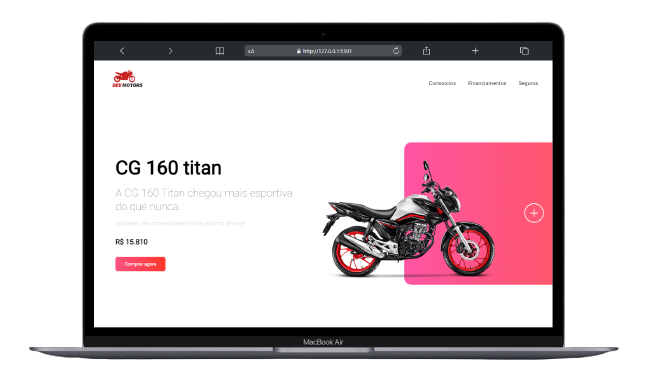 AA
http://127.0.0.1:5501
DEV MOTORS
Consorcios
Financiamentos
Seguros
CG 160 titan
A CG 160 Titan chegou mais esportiva
do que nunca.
R$ 15.810
Comprar agora
MacBook Air